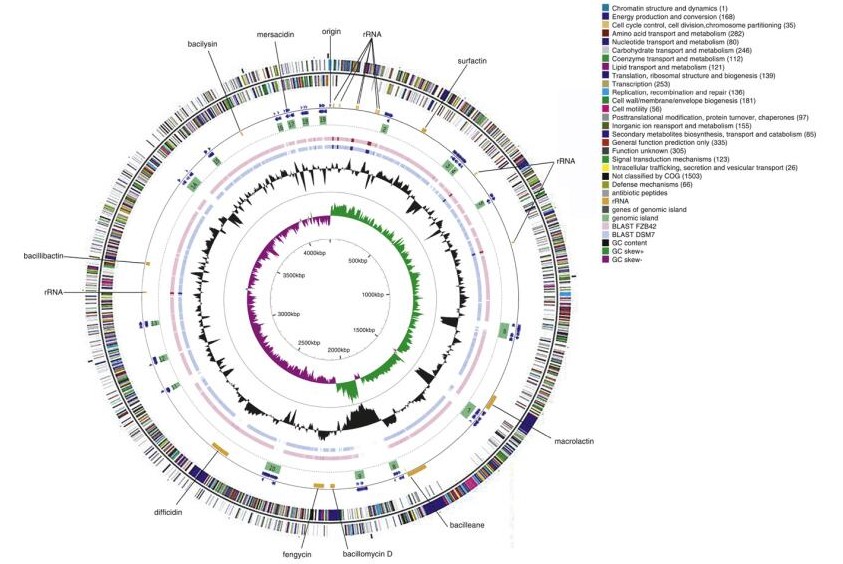 origin
rRNA
mersacidin
bacilysin
surfactin
rRNA
bacillibactin
rRNA
macrolactin
bacilleane
bacillomycin D
fengycin
difficidin
4000kbp
500kbp
3500kbp
1000kbp
3000kbp
1500kbp
2500kbp
2000kbp
Chromatin structure and dynamics (1)
Energy production and conversion (168)
Cell cycle control, cell division,chromosome partitioning (35)
Amino acid transport and metabolism (282)
Nucleotide transport and metabolism (80)
Carbohydrate transport and metabolism (246)
Coenzyme transport and metabolism (112)
Lipid transport and metabolism (121)
Translation, ribosomal structure and biogenesis (139)
Transcription (253)
Replication, recombination and repair (136)
Cell wall/membrane/envelope biogenesis (181)
Cell motility (56)
Posttranslational modification, protein turnover, chaperones (97)
Inorganic ion reansport and metabolism (155)
Secondary metabolites biosynthesis, transport and catabolism (85)
General function prediction only (335)
Function unknown (305)
Signal transduction mechanisms (123)
Intracellular trafficking, secretion and vesicular transport (26)
Not classified by COG (1503)
Defense mechanisms (66)
antibiotic peptides
rRNA
genes of genomic island
genomic island
BLAST FZB42
BLAST DSM7
GC content
GC skew+
GC skew-